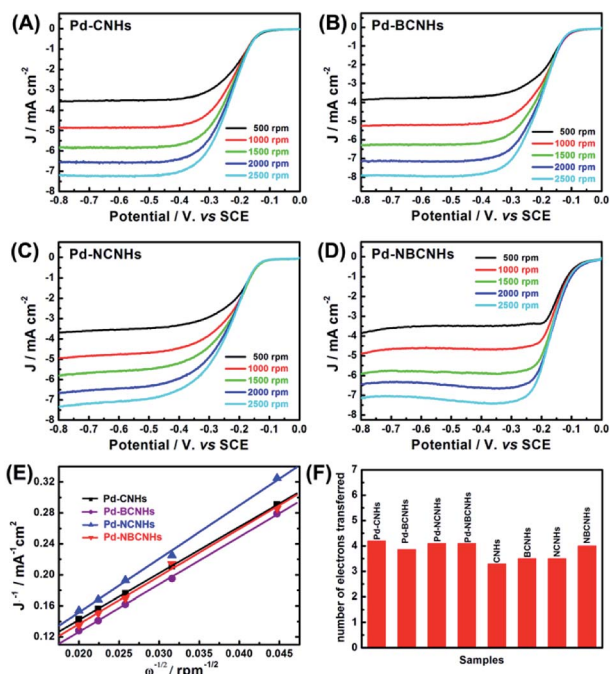 (A)
Pd-CNHs
0
-1
-2
-3
-4
-5
-6
-7
J / mA cm⁻²
500 rpm
1000 rpm
1500 rpm
2000 rpm
2500 rpm
-0.8 -0.7 -0.6 -0.5 -0.4 -0.3 -0.2 -0.1 0.0
Potential / V. vs SCE
(B)
Pd-BCNHs
0
-1
-2
-3
-4
-5
-6
-7
-8
J / mA cm⁻²
500 rpm
1000 rpm
1500 rpm
2000 rpm
2500 rpm
-0.8 -0.7 -0.6 -0.5 -0.4 -0.3 -0.2 -0.1 0.0
Potential / V. vs SCE
(C)
Pd-NCNHs
0
-1
-2
-3
-4
-5
-6
-7
J / mA cm⁻²
500 rpm
1000 rpm
1500 rpm
2000 rpm
2500 rpm
-0.8 -0.7 -0.6 -0.5 -0.4 -0.3 -0.2 -0.1 0.0
Potential / V. vs SCE
(D)
Pd-NBCNHs
0
-1
-2
-3
-4
-5
-6
-7
-8
J / mA cm⁻²
500 rpm
1000 rpm
1500 rpm
2000 rpm
2500 rpm
-0.8 -0.7 -0.6 -0.5 -0.4 -0.3 -0.2 -0.1 0.0
Potential / V. vs SCE
(E)
Pd-CNHs
Pd-BCNHs
Pd-NCNHs
Pd-NBCNHs
0.32
0.28
0.24
0.20
0.16
0.12
J⁻¹ / mA⁻¹cm²
0.020 0.025 0.030 0.035 0.040 0.045
ω⁻¹/² / rpm⁻¹/²
(F)
7
6
5
4
3
2
1
0
number of electrons transferred
Pd-CNHs
Pd-BCNHs
Pd-NCNHs
Pd-NBCNHs
CNHs
BCNHs
NCNHs
NBCNHs
Samples